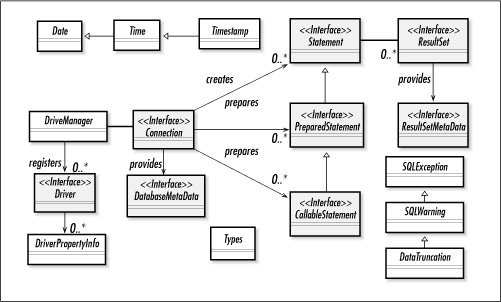 Date
Time
Timestamp
<<Interface>>
Statement
<<Interface>>
ResultSet
0..*
0..*
creates
provides
prepares
DriveManager
<<Interface>>
Connection
<<Interface>>
PreparedStatement
<<Interface>>
ResultSetMetaData
0..*
registers
prepares
provides
0..*
0..*
<<Interface>>
Driver
<<Interface>>
DatabaseMetaData
<<Interface>>
CallableStatement
SQLException
SQLWarning
0..*
DriverPropertyInfo
Types
DataTruncation